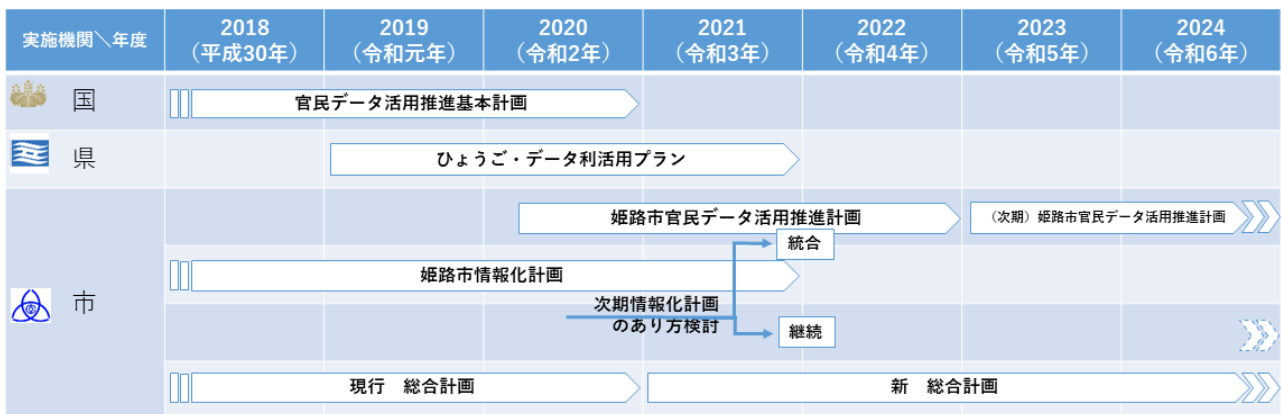 実施機関＼年度
2018
（平成30年）
2019
（令和元年）
2020
（令和2年）
2021
（令和3年）
2022
（令和4年）
2023
（令和5年）
2024
（令和6年）
国
官民データ活用推進基本計画
県
ひょうご・データ利活用プラン
市
姫路市官民データ活用推進計画
（次期）姫路市官民データ活用推進計画
統合
姫路市情報化計画
次期情報化計画
のあり方検討
継続
現行　総合計画
新　総合計画